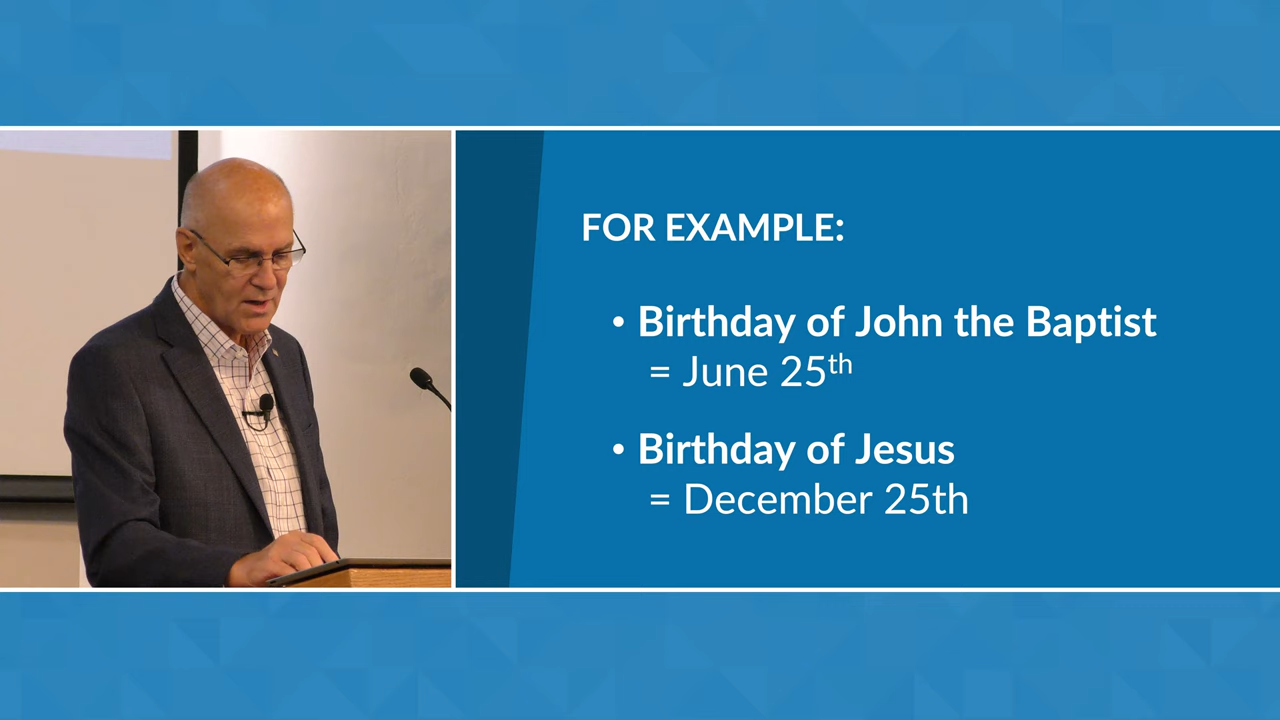 FOR EXAMPLE:
• Birthday of John the Baptist
= June 25th
• Birthday of Jesus
= December 25th